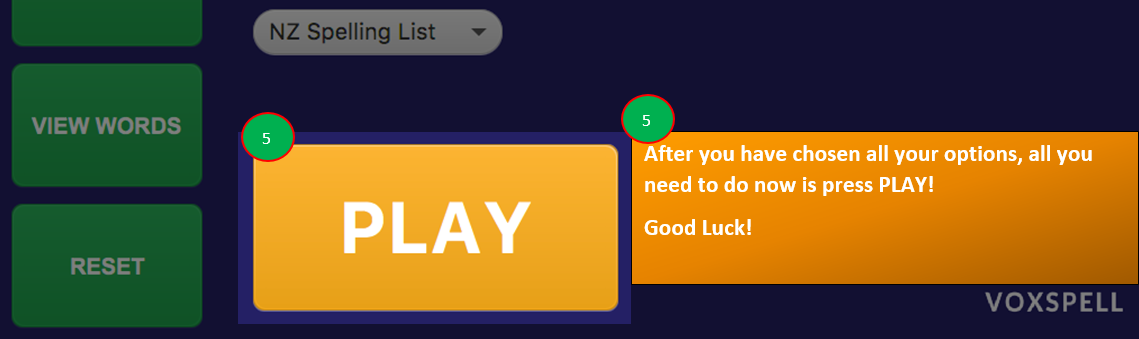 NZ Spelling List
VIEW WORDS
5
5
After you have chosen all your options, all you
need to do now is press PLAY!
PLAY
Good Luck!
RESET
VOXSPELL